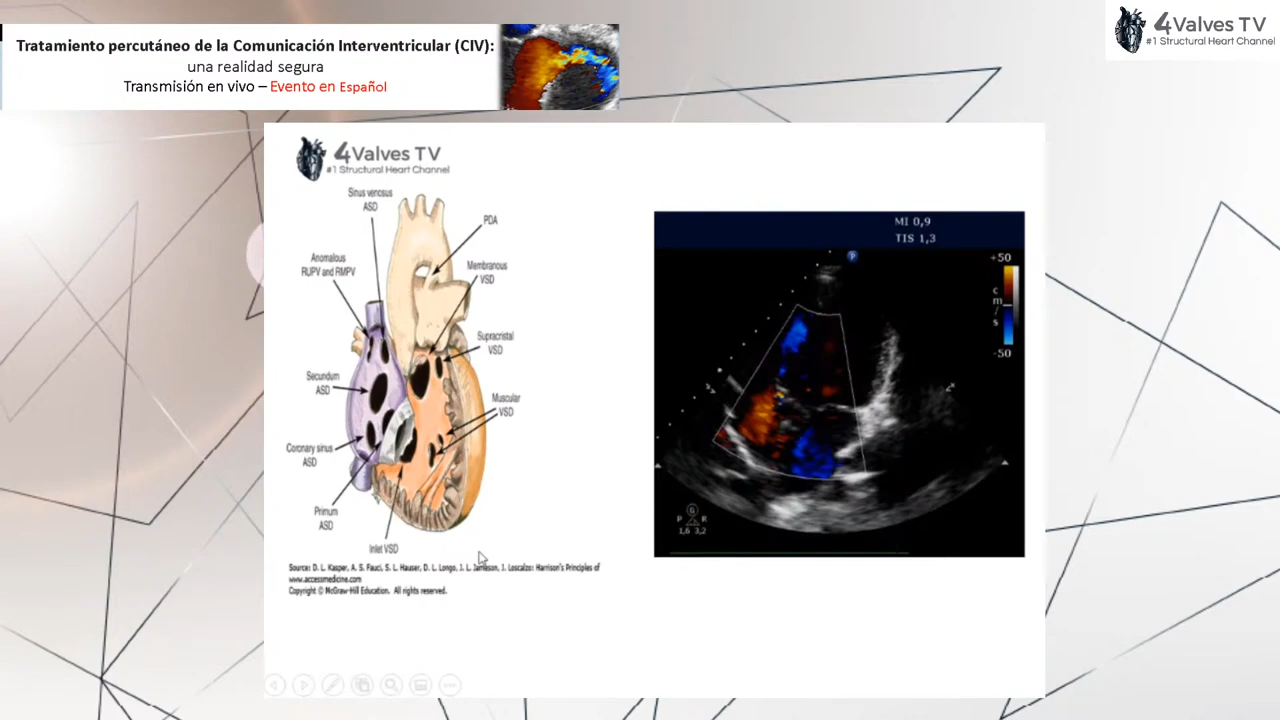 Tratamiento percutáneo de la Comunicación Interventricular (CIV):
una realidad segura
Transmisión en vivo – Evento en Español
4Valves TV
#1 Structural Heart Channel
4Valves TV
#1 Structural Heart Channel
Sinus venosus
ASD
PDA
Anomalous
RUPV and RMPV
Membranous
VSD
Supracristal
VSD
Secundum
ASD
Muscular
VSD
Coronary sinus
ASD
Primum
ASD
Inlet VSD
Source: D. L. Kasper, A. S. Fauci, S. L. Hauser, D. L. Longo, J. L. Jameson, J. Loscalzo: Harrison's Principles of
www.accessmedicine.com
Copyright © McGraw-Hill Education. All rights reserved.
MI 0,9
TIS 1,3
+50
c
m
/
s
-50
G
P R
1,6 3,2